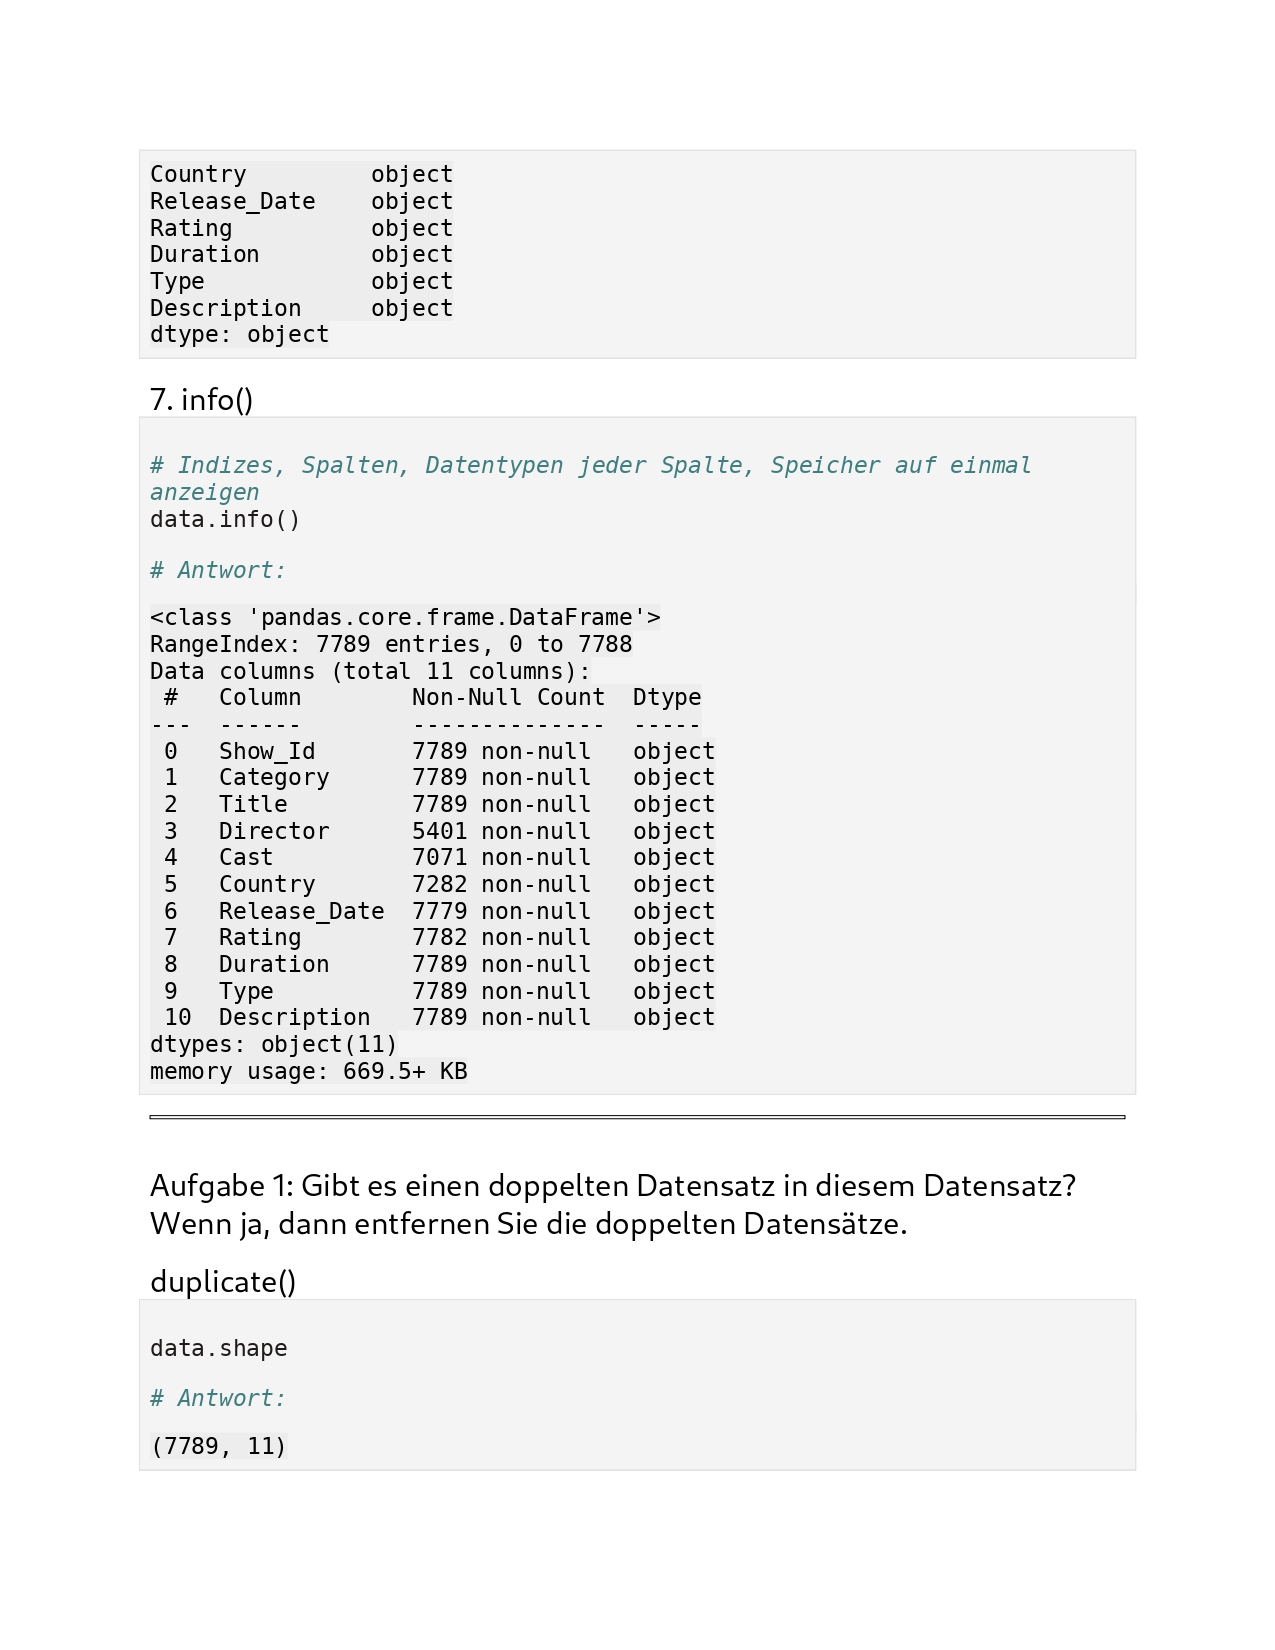 Country         object
Release_Date    object
Rating          object
Duration        object
Type            object
Description     object
dtype: object
7. info()
# Indizes, Spalten, Datentypen jeder Spalte, Speicher auf einmal
anzeigen
data.info()
# Antwort:
<class 'pandas.core.frame.DataFrame'>
RangeIndex: 7789 entries, 0 to 7788
Data columns (total 11 columns):
 #   Column        Non-Null Count  Dtype
---  ------        --------------  -----
 0   Show_Id       7789 non-null   object
 1   Category      7789 non-null   object
 2   Title         7789 non-null   object
 3   Director      5401 non-null   object
 4   Cast          7071 non-null   object
 5   Country       7282 non-null   object
 6   Release_Date  7779 non-null   object
 7   Rating        7782 non-null   object
 8   Duration      7789 non-null   object
 9   Type          7789 non-null   object
 10  Description   7789 non-null   object
dtypes: object(11)
memory usage: 669.5+ KB
Aufgabe 1: Gibt es einen doppelten Datensatz in diesem Datensatz?
Wenn ja, dann entfernen Sie die doppelten Datensätze.
duplicate()
data.shape
# Antwort:
(7789, 11)